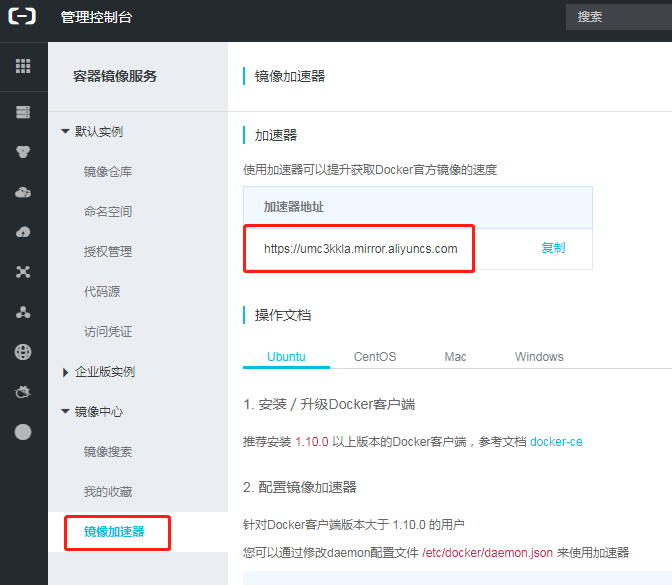 管理控制台
搜索
容器镜像服务
默认实例
镜像仓库
命名空间
授权管理
代码源
访问凭证
企业版实例
镜像中心
镜像搜索
我的收藏
镜像加速器
镜像加速器
加速器
使用加速器可以提升获取Docker官方镜像的速度
加速器地址
https://umc3kkla.mirror.aliyuncs.com 复制
操作文档
Ubuntu CentOS Mac Windows
1. 安装 / 升级Docker客户端
推荐安装 1.10.0 以上版本的Docker客户端，参考文档 docker-ce
2. 配置镜像加速器
针对Docker客户端版本大于 1.10.0 的用户
您可以通过修改daemon配置文件 /etc/docker/daemon.json 来使用加速器